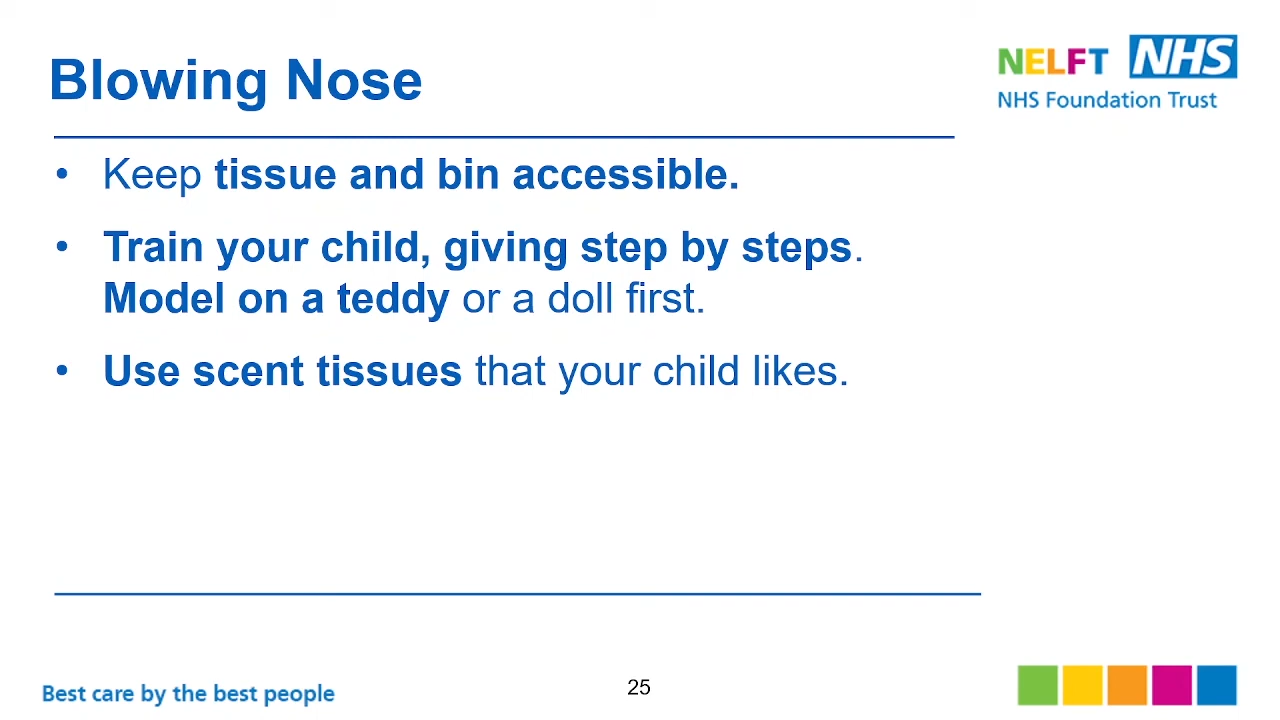 Blowing Nose
NELFT NHS
NHS Foundation Trust
• Keep tissue and bin accessible.
• Train your child, giving step by steps.
Model on a teddy or a doll first.
• Use scent tissues that your child likes.
Best care by the best people
25